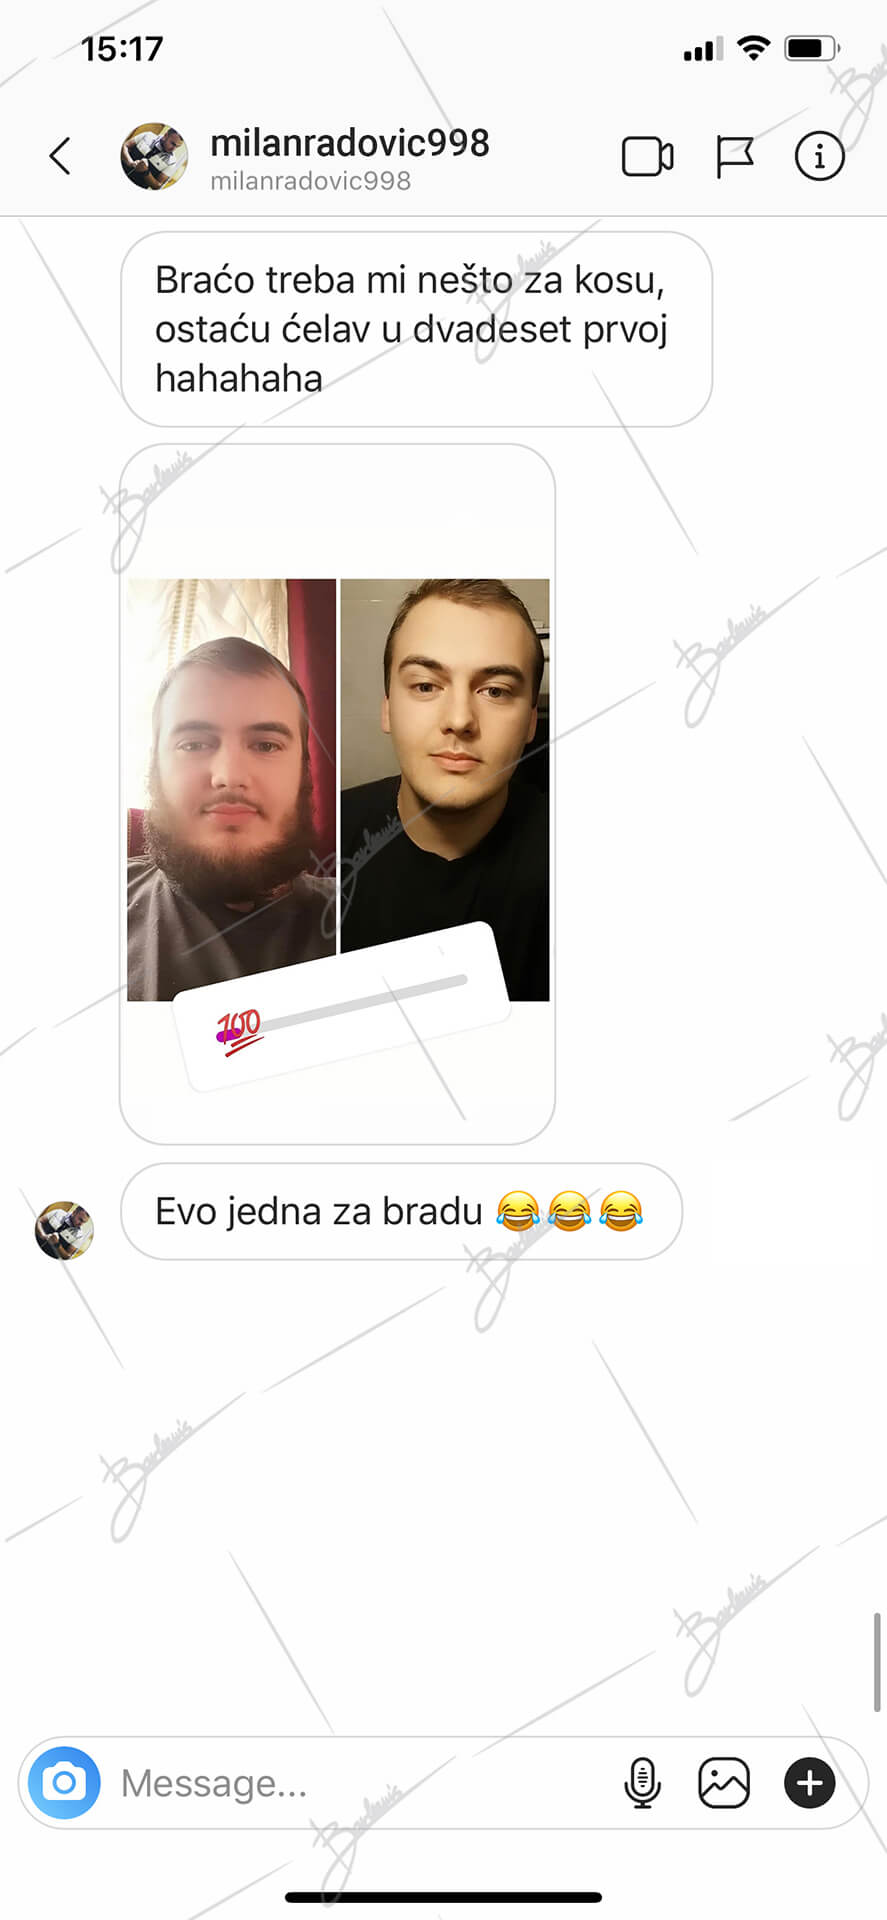 15:17
milanradovic998
milanradovic998
Braćo treba mi nešto za kosu,
ostaću ćelav u dvadeset prvoj
hahahaha
💯
Evo jedna za bradu 😂😂😂
Message...